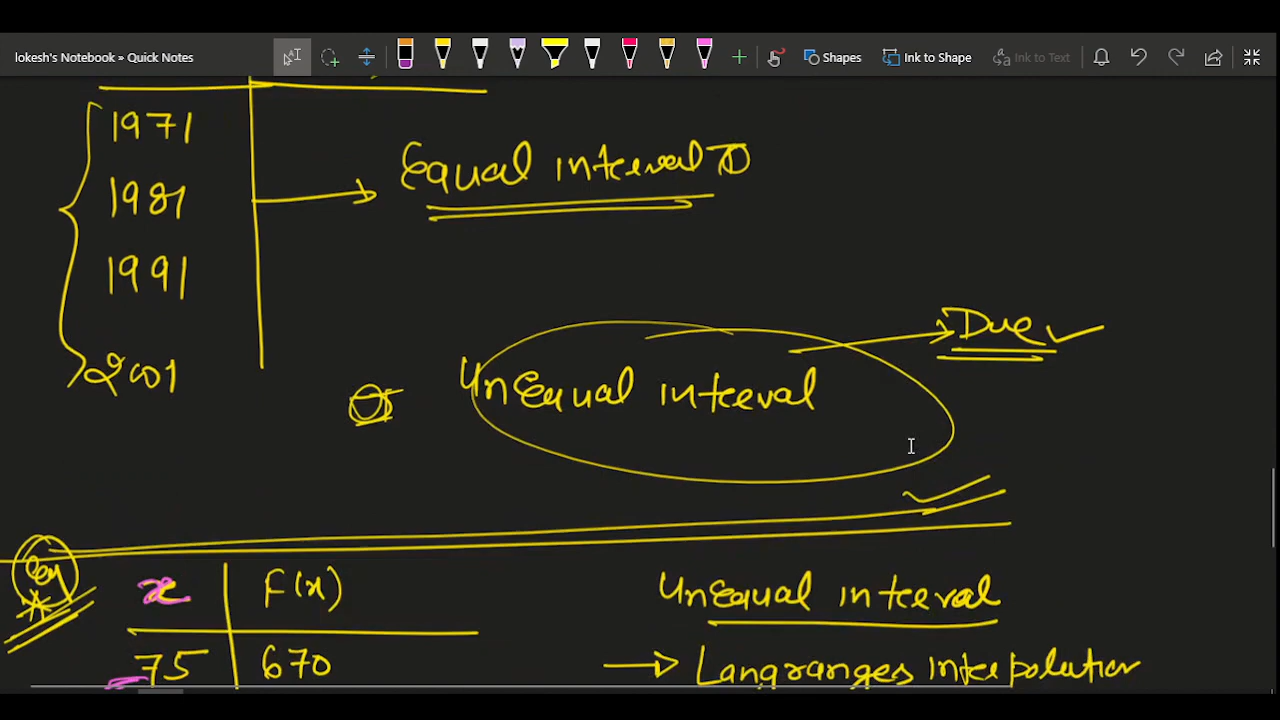 lokesh's Notebook » Quick Notes
Shapes
Ink to Shape
Ink to Text
1971
1981
1991
2001
Equal interval
Due
Or
UnEqual interval
Ex
x F(x)
75 670
UnEqual interval
Langranges interpolation